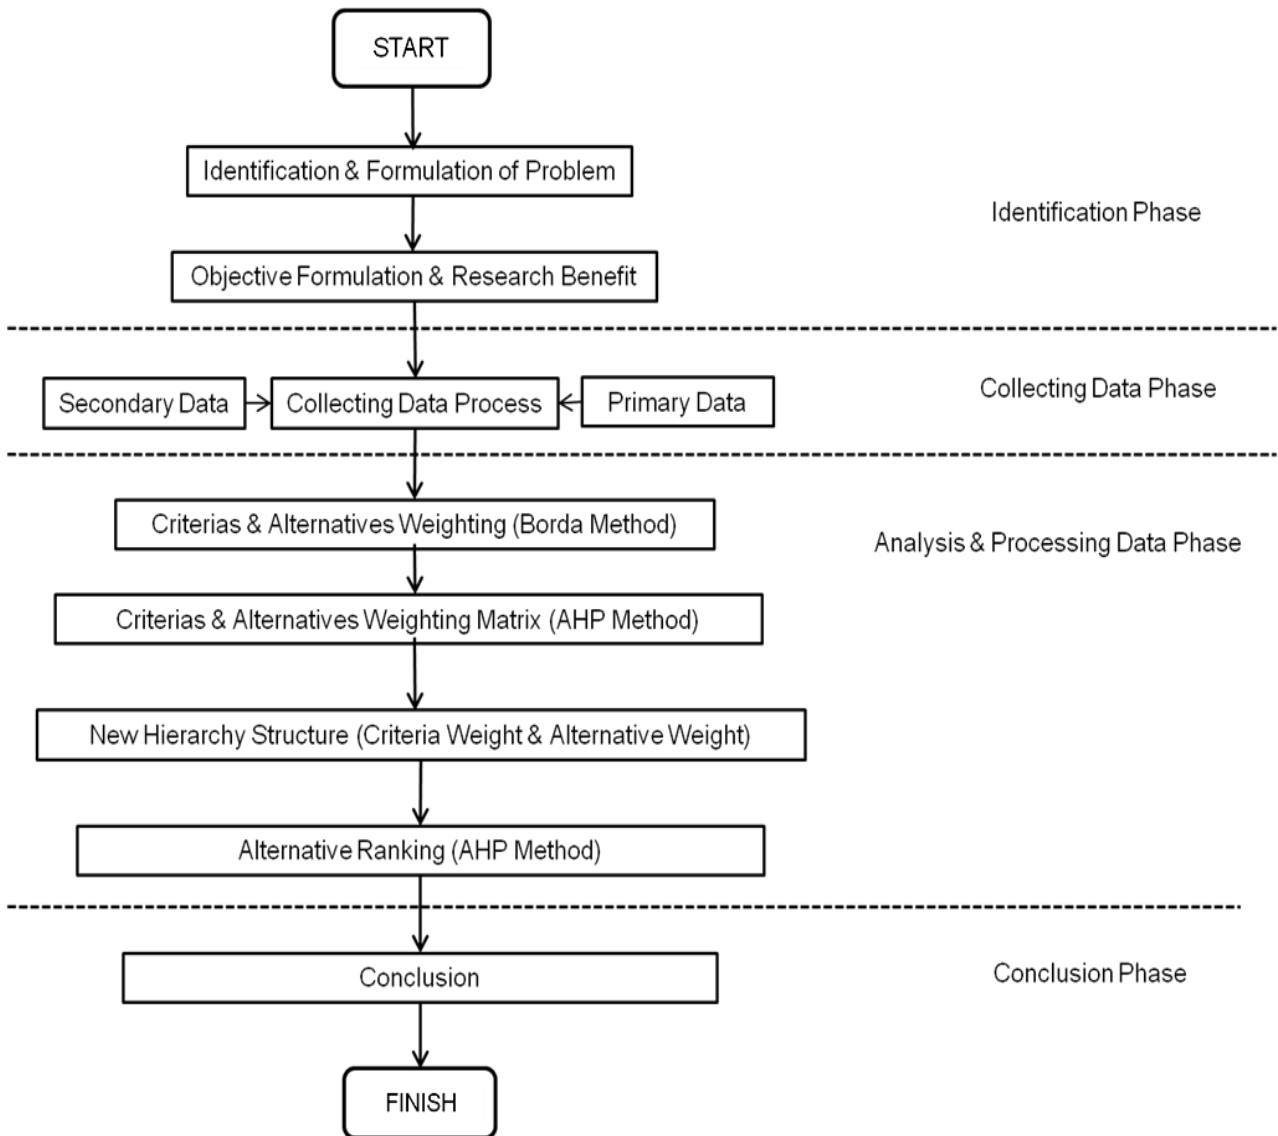 START
Identification & Formulation of Problem
Identification Phase
Objective Formulation & Research Benefit
Secondary Data
Collecting Data Process
Primary Data
Collecting Data Phase
Criterias & Alternatives Weighting (Borda Method)
Analysis & Processing Data Phase
Criterias & Alternatives Weighting Matrix (AHP Method)
New Hierarchy Structure (Criteria Weight & Alternative Weight)
Alternative Ranking (AHP Method)
Conclusion
Conclusion Phase
FINISH